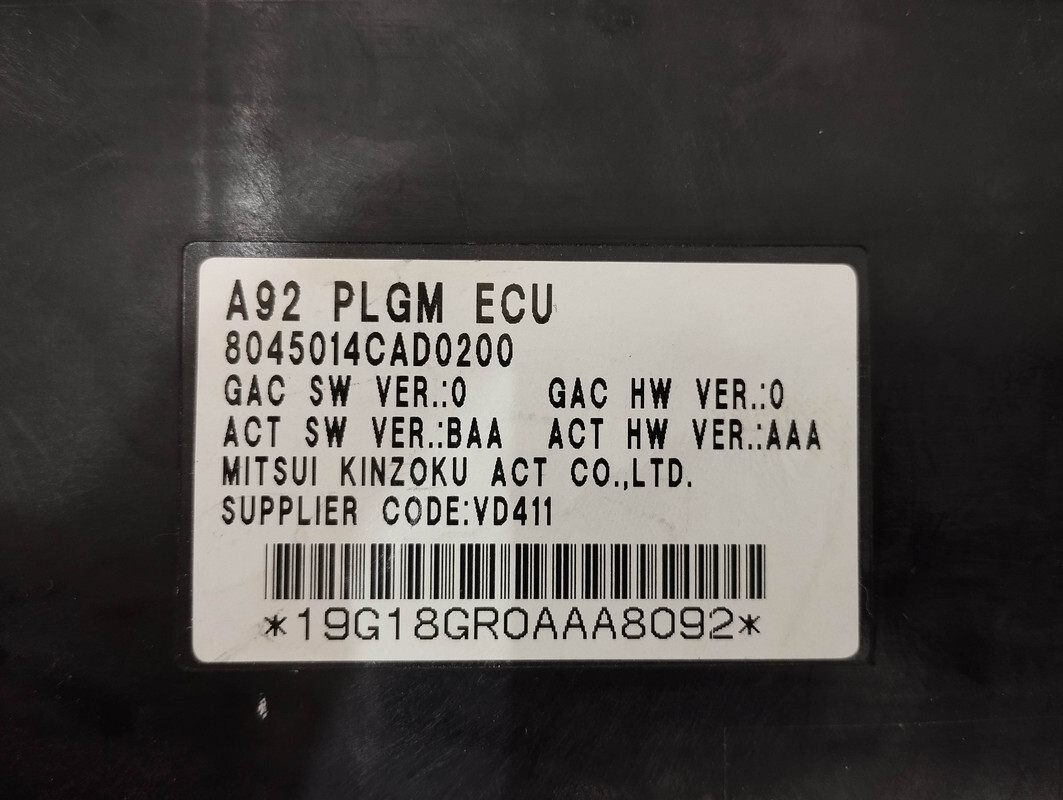 A92 PLGM ECU
8045014CAD0200
GAC SW VER.:0 GAC HW VER.:0
ACT SW VER.:BAA ACT HW VER.:AAA
MITSUI KINZOKU ACT CO.,LTD.
SUPPLIER CODE:VD411
*19G18GR0AAA8092*